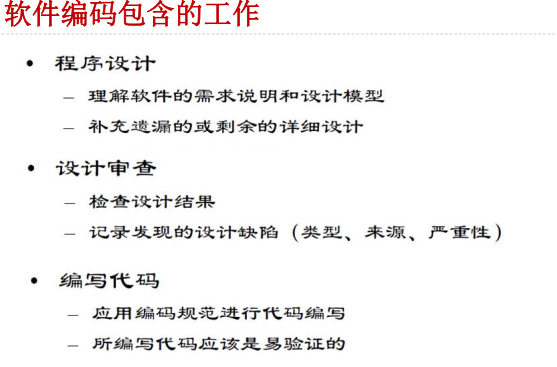 软件编码包含的工作
• 程序设计
– 理解软件的需求说明和设计模型
– 补充遗漏的或剩余的详细设计
• 设计审查
– 检查设计结果
– 记录发现的设计缺陷（类型、来源、严重性）
• 编写代码
– 应用编码规范进行代码编写
– 所编写代码应该是易验证的